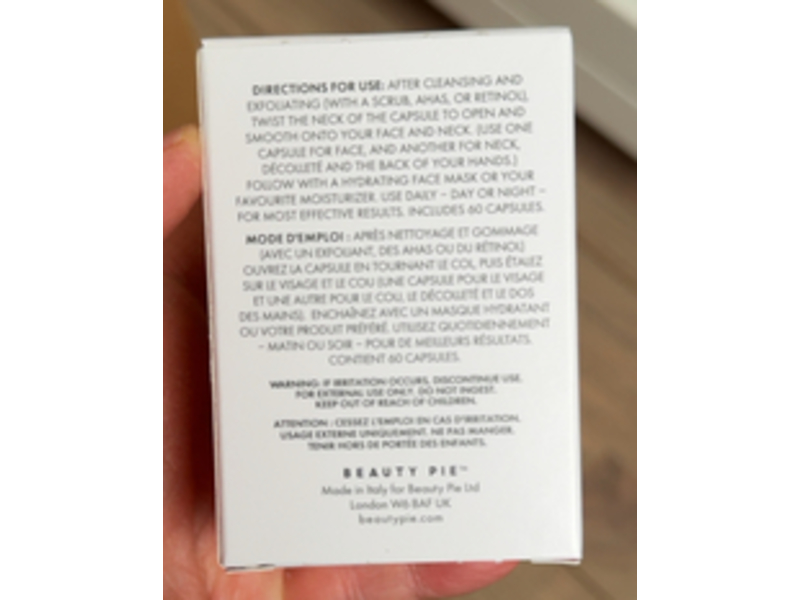 DIRECTIONS FOR USE: AFTER CLEANSING AND
EXFOLIATING (WITH A SCRUB, AHAS, OR RETINOL),
TWIST THE NECK OF THE CAPSULE TO OPEN AND
SMOOTH ONTO YOUR FACE AND NECK. (USE ONE
CAPSULE FOR FACE, AND ANOTHER FOR NECK,
DÉCOLLETÉ AND THE BACK OF YOUR HANDS.)
FOLLOW WITH A HYDRATING FACE MASK OR YOUR
FAVOURITE MOISTURIZER. USE DAILY – DAY OR NIGHT –
FOR MOST EFFECTIVE RESULTS. INCLUDES 60 CAPSULES.
MODE D'EMPLOI : APRÈS NETTOYAGE ET GOMMAGE
(AVEC UN EXFOLIANT, DES AHAS OU DU RÉTINOL)
OUVREZ LA CAPSULE EN TOURNANT LE COL, PUIS ÉTALEZ
SUR LE VISAGE ET LE COU (UNE CAPSULE POUR LE VISAGE
ET UNE AUTRE POUR LE COU, LE DÉCOLLETÉ ET LE DOS
DES MAINS). ENCHAÎNEZ AVEC UN MASQUE HYDRATANT
OU VOTRE PRODUIT PRÉFÉRÉ. UTILISEZ QUOTIDIENNEMENT
– MATIN OU SOIR – POUR DE MEILLEURS RÉSULTATS.
CONTIENT 60 CAPSULES.
WARNING: IF IRRITATION OCCURS, DISCONTINUE USE.
FOR EXTERNAL USE ONLY. DO NOT INGEST.
KEEP OUT OF REACH OF CHILDREN.
ATTENTION : CESSEZ L'EMPLOI EN CAS D'IRRITATION.
USAGE EXTERNE UNIQUEMENT. NE PAS MANGER.
TENIR HORS DE PORTÉE DES ENFANTS.
BEAUTY PIE™
Made in Italy for Beauty Pie Ltd
London W6 8AF UK
beautypie.com